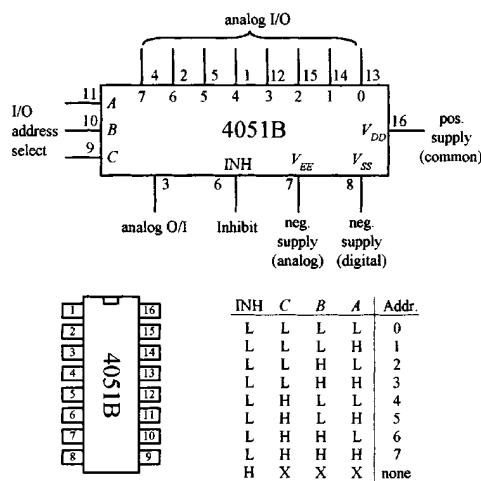 analog I/O
4 2 5 1 12 15 14 13
7 6 5 4 3 2 1 0
11 A
I/O
address
select
10 B
9 C
4051B
INH VEE VSS
VDD 16
pos.
supply
(common)
3 6 7 8
analog O/I
Inhibit
neg.
supply
(analog)
neg.
supply
(digital)
1 16
2 15
3 14
4 13
5 12
6 11
7 10
8 9
4051B
INH C B A Addr.
L L L L 0
L L L H 1
L L H L 2
L L H H 3
L H L L 4
L H L H 5
L H H L 6
L H H H 7
H X X X none